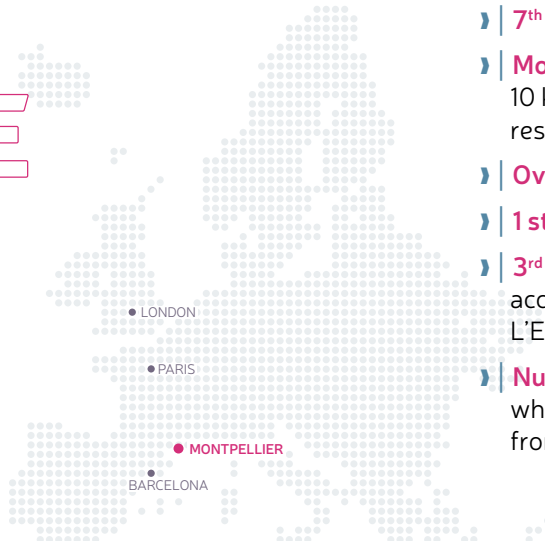 7th
Mo
10
res
Ov
1 st
3rd
acc
L'E
Nu
wh
fro
LONDON
PARIS
MONTPELLIER
BARCELONA